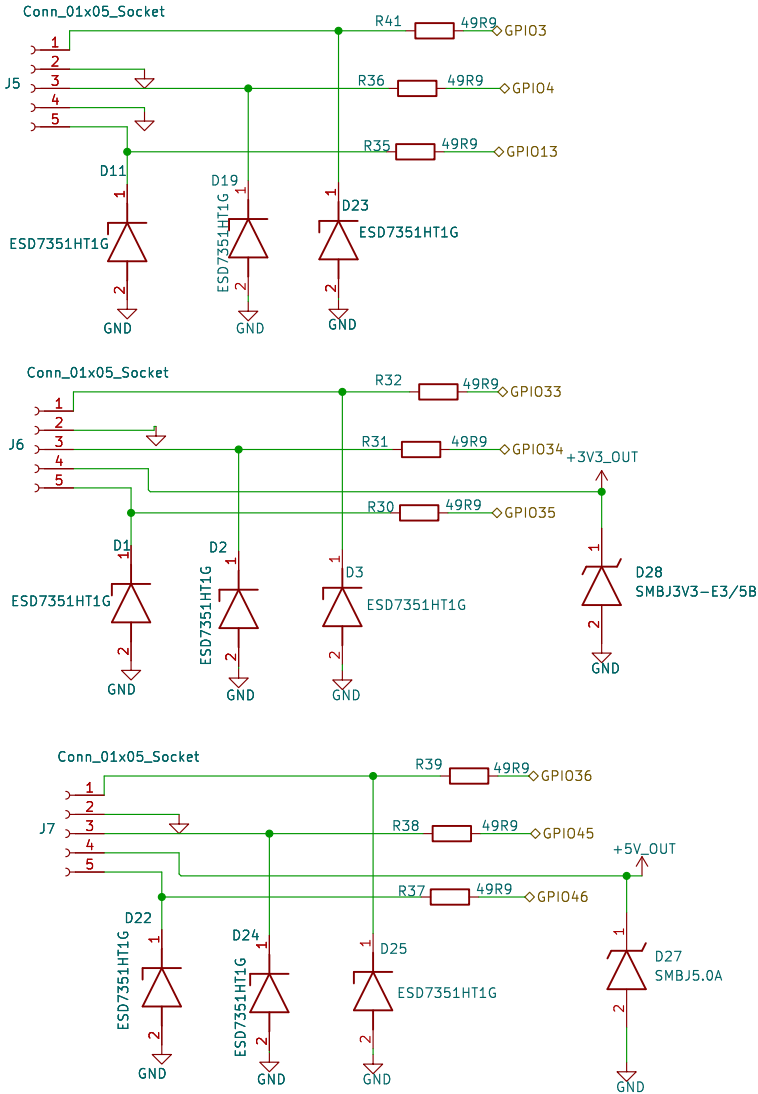 Conn_01x05_Socket
R41 49R9 GPIO3
1
2
J5 3 R36 49R9 GPIO4
4
5
R35 49R9 GPIO13
D11 1 2 ESD7351HT1G GND
D19 1 2 ESD7351HT1G GND
D23 1 2 ESD7351HT1G GND
Conn_01x05_Socket
R32 49R9 GPIO33
1
2
J6 3 R31 49R9 GPIO34
4 +3V3_OUT
5
R30 49R9 GPIO35
D1 1 2 ESD7351HT1G GND
D2 1 2 ESD7351HT1G GND
D3 1 2 ESD7351HT1G GND
1 2 D28
SMBJ3V3-E3/5B
GND
Conn_01x05_Socket
R39 49R9 GPIO36
1
2
J7 3 R38 49R9 GPIO45
4 +5V_OUT
5
R37 49R9 GPIO46
D22 1 2 ESD7351HT1G GND
D24 1 2 ESD7351HT1G GND
D25 1 2 ESD7351HT1G GND
1 2 D27
SMBJ5.0A
GND